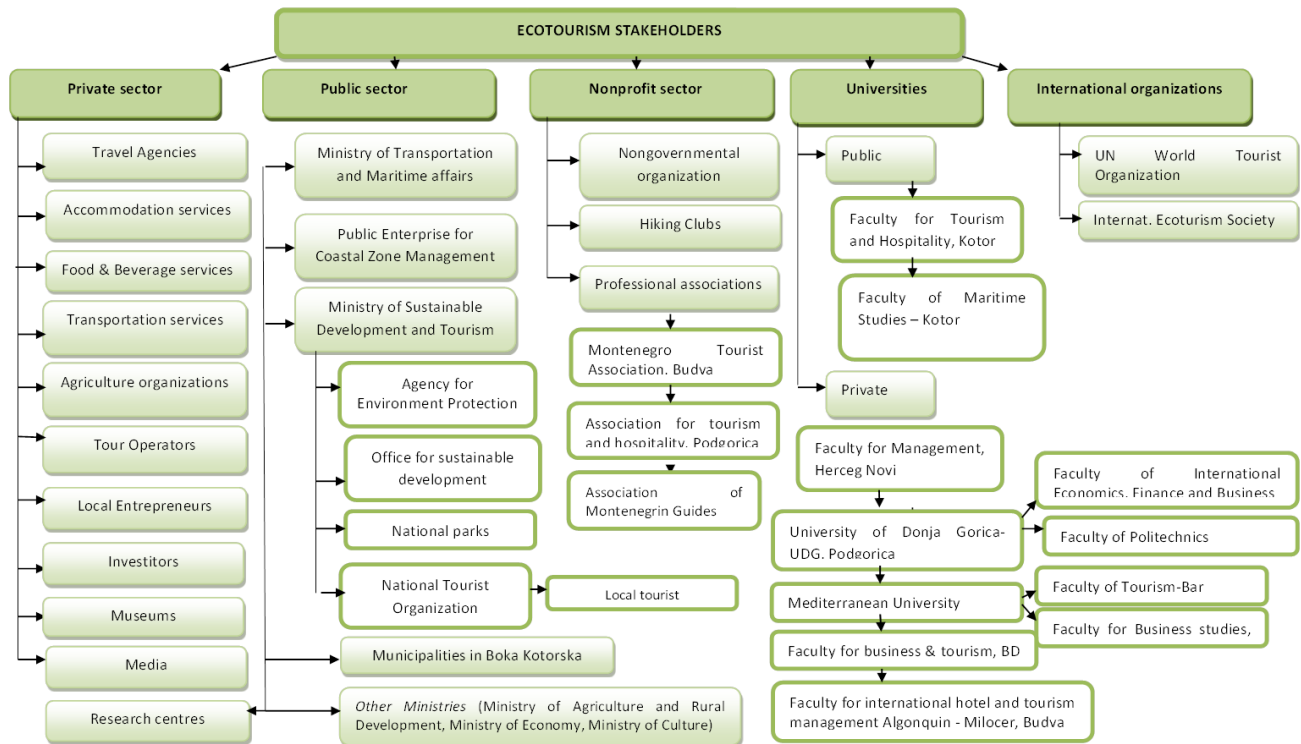 ECOTOURISM STAKEHOLDERS
Private sector
Travel Agencies
Accommodation services
Food & Beverage services
Transportation services
Agriculture organizations
Tour Operators
Local Entrepreneurs
Investitors
Museums
Media
Research centres
Public sector
Ministry of Transportation
and Maritime affairs
Public Enterprise for
Coastal Zone Management
Ministry of Sustainable
Development and Tourism
Agency for
Environment Protection
Office for sustainable
development
National parks
National Tourist
Organization
Local tourist
Municipalities in Boka Kotorska
Other Ministries (Ministry of Agriculture and Rural
Development, Ministry of Economy, Ministry of Culture)
Nonprofit sector
Nongovernmental
organization
Hiking Clubs
Professional associations
Montenegro Tourist
Association. Budva
Association for tourism
and hospitality. Podgorica
Association of
Montenegrin Guides
Universities
Public
Faculty for Tourism
and Hospitality, Kotor
Faculty of Maritime
Studies – Kotor
Private
Faculty for Management,
Herceg Novi
University of Donja Gorica-
UDG. Podgorica
Faculty of International
Economics. Finance and Business
Faculty of Politechnics
Mediterranean University
Faculty of Tourism-Bar
Faculty for Business studies,
Faculty for business & tourism, BD
Faculty for international hotel and tourism
management Algonquin - Milocer, Budva
International organizations
UN World Tourist
Organization
Internat. Ecoturism Society